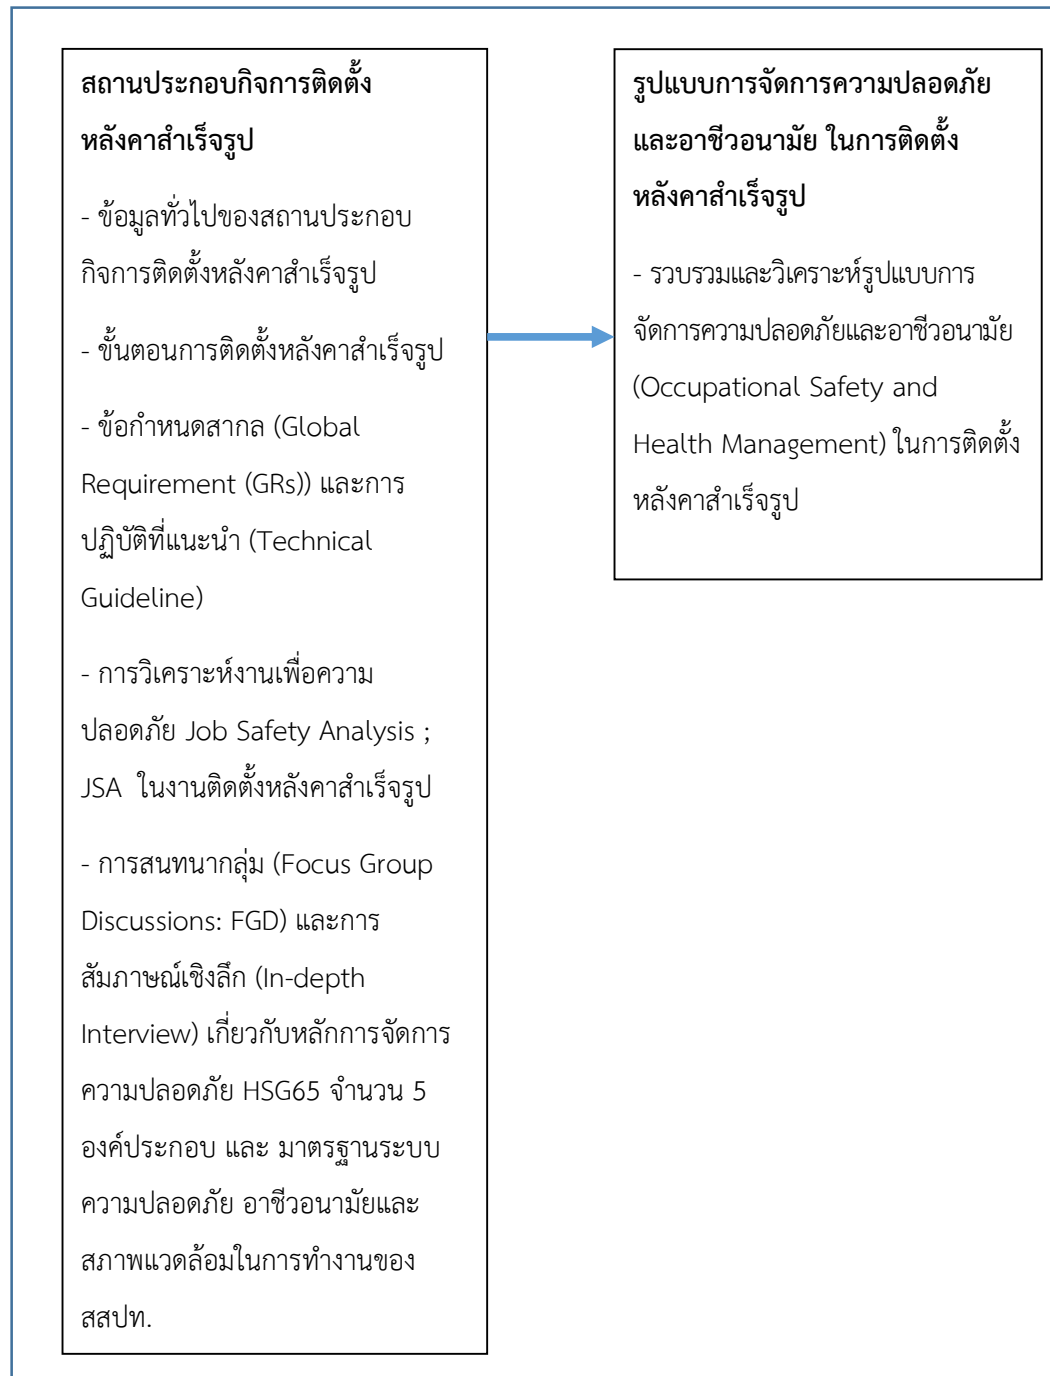 สถานประกอบกิจการติดตั้ง
หลังคาสำเร็จรูป
- ข้อมูลทั่วไปของสถานประกอบ
กิจการติดตั้งหลังคาสำเร็จรูป
- ขั้นตอนการติดตั้งหลังคาสำเร็จรูป
- ข้อกำหนดสากล (Global
Requirement (GRs)) และการ
ปฏิบัติที่แนะนำ (Technical
Guideline)
- การวิเคราะห์งานเพื่อความ
ปลอดภัย Job Safety Analysis ;
JSA ในงานติดตั้งหลังคาสำเร็จรูป
- การสนทนากลุ่ม (Focus Group
Discussions: FGD) และการ
สัมภาษณ์เชิงลึก (In-depth
Interview) เกี่ยวกับหลักการจัดการ
ความปลอดภัย HSG65 จำนวน 5
องค์ประกอบ และ มาตรฐานระบบ
ความปลอดภัย อาชีวอนามัยและ
สภาพแวดล้อมในการทำงานของ
สสปท.
รูปแบบการจัดการความปลอดภัย
และอาชีวอนามัย ในการติดตั้ง
หลังคาสำเร็จรูป
- รวบรวมและวิเคราะห์รูปแบบการ
จัดการความปลอดภัยและอาชีวอนามัย
(Occupational Safety and
Health Management) ในการติดตั้ง
หลังคาสำเร็จรูป